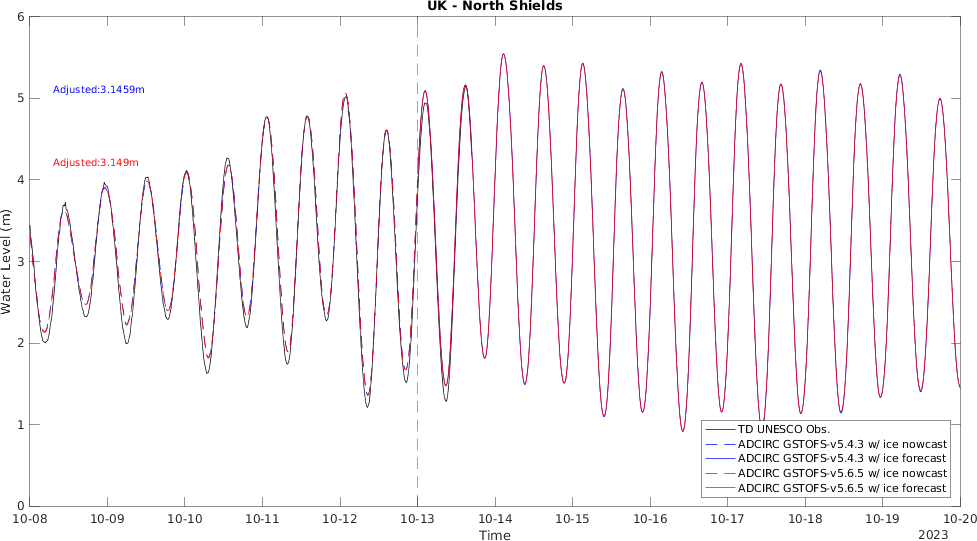 UK - North Shields
6
5
4
3
2
1
0
Water Level (m)
Adjusted:3.1459m
Adjusted:3.149m
TD UNESCO Obs.
ADCIRC GSTOFS-v5.4.3 w/ ice nowcast
ADCIRC GSTOFS-v5.4.3 w/ ice forecast
ADCIRC GSTOFS-v5.6.5 w/ ice nowcast
ADCIRC GSTOFS-v5.6.5 w/ ice forecast
10-08 10-09 10-10 10-11 10-12 10-13 10-14 10-15 10-16 10-17 10-18 10-19 10-20
Time
2023